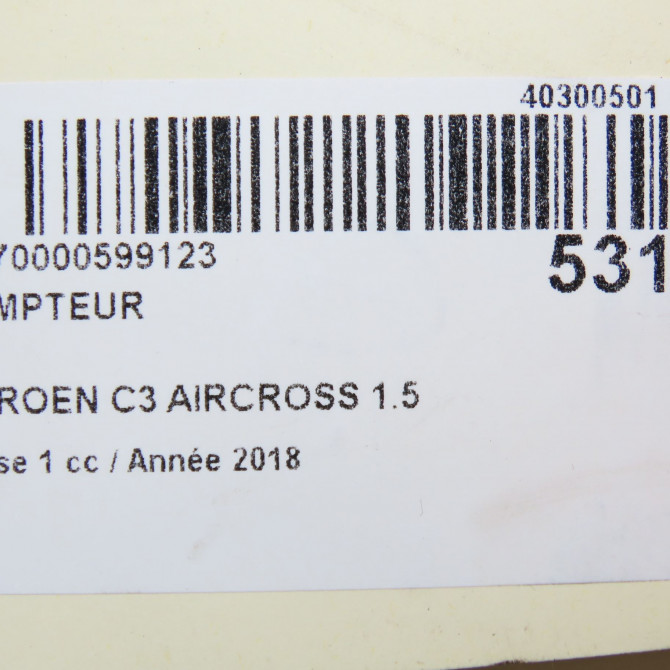 40300501
70000599123
531
MPTEUR
ROEN C3 AIRCROSS 1.5
se 1 cc / Année 2018